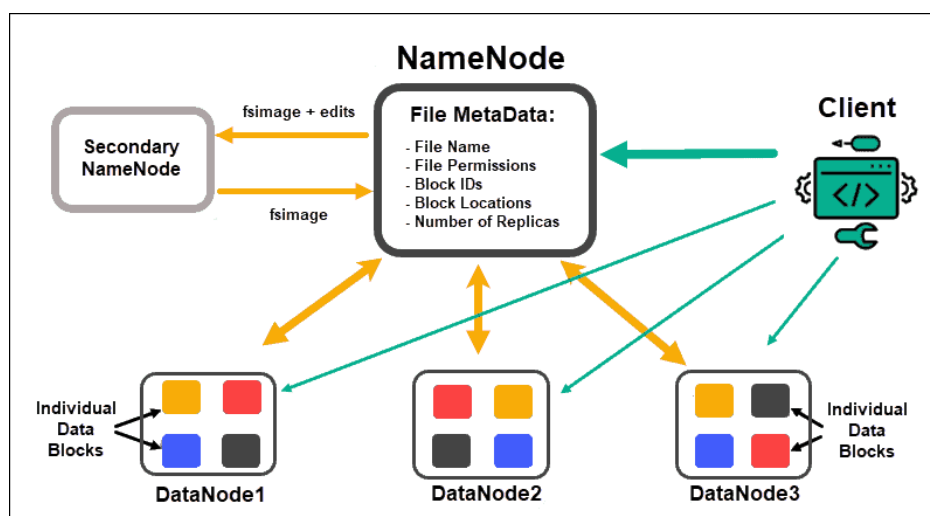 NameNode
fsimage + edits
File MetaData:
Client
Secondary
NameNode
- File Name
- File Permissions
- Block IDs
- Block Locations
- Number of Replicas
fsimage
</>
Individual
Data
Blocks
Individual
Data
Blocks
DataNode1
DataNode2
DataNode3